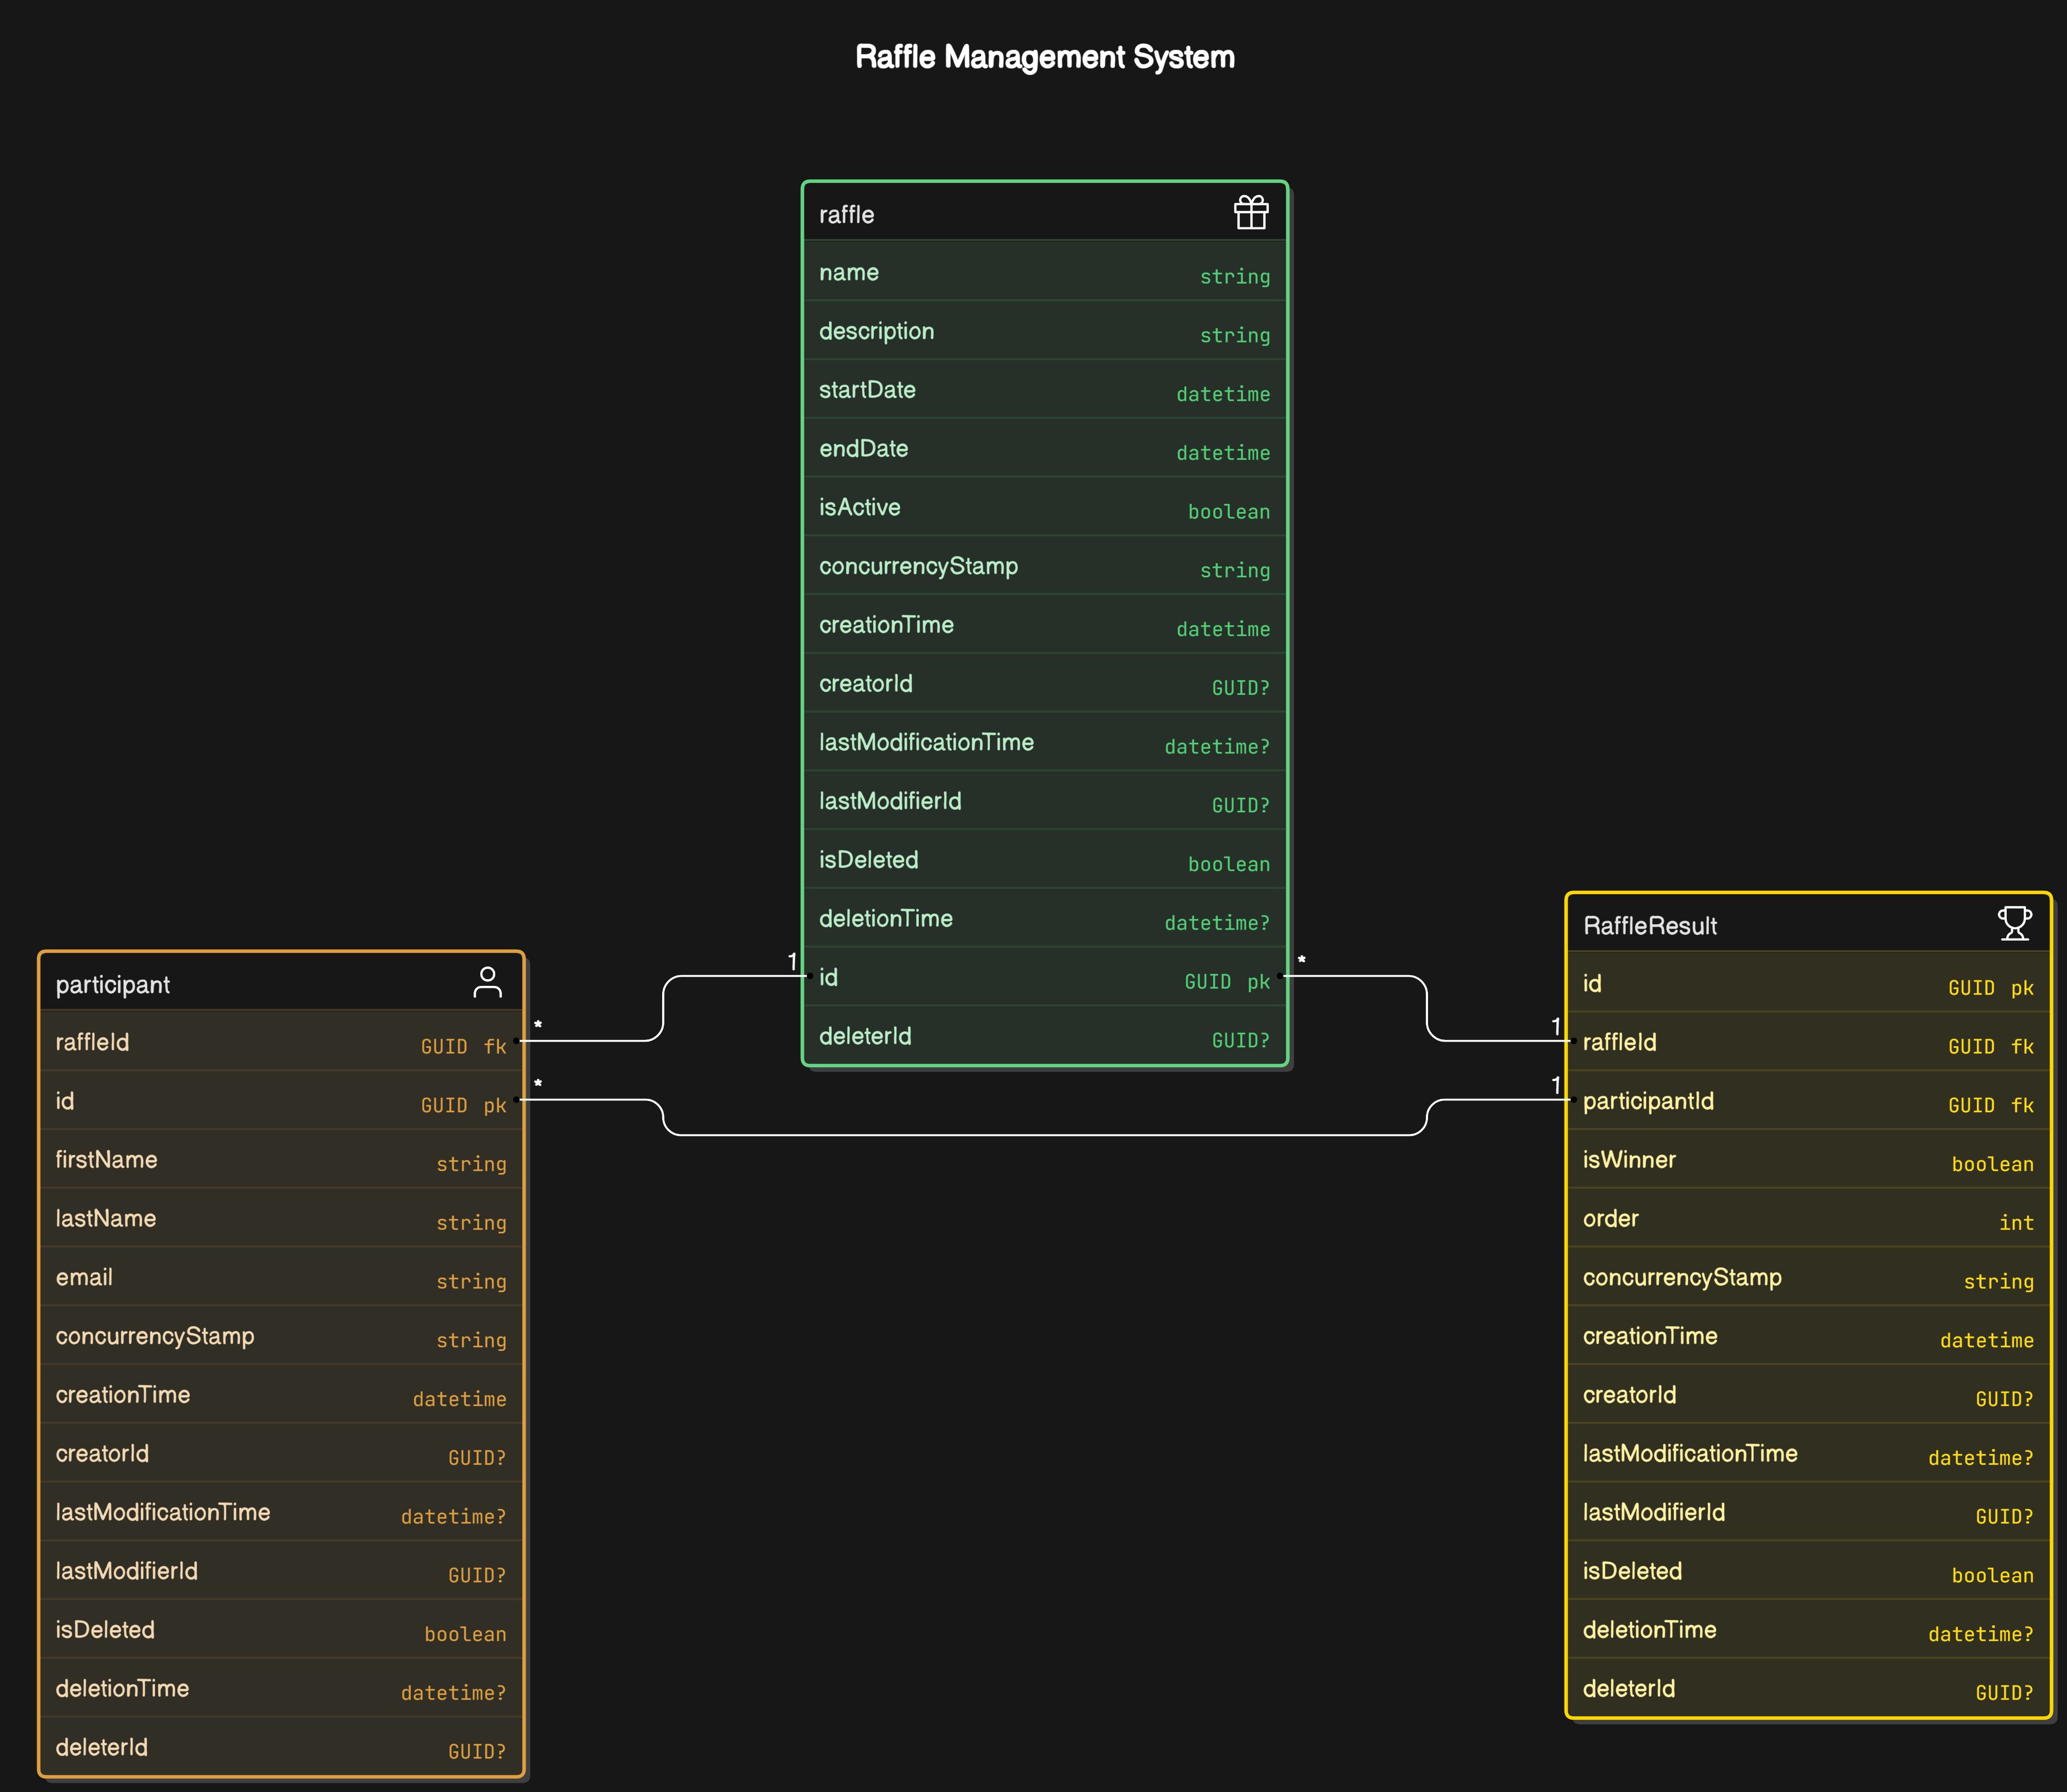 Raffle Management System
raffle
name string
description string
startDate datetime
endDate datetime
isActive boolean
concurrencyStamp string
creationTime datetime
creatorId GUID?
lastModificationTime datetime?
lastModifierId GUID?
isDeleted boolean
deletionTime datetime?
1 id GUID pk *
deleterId GUID?
participant
raffleId GUID fk *
id GUID pk *
firstName string
lastName string
email string
concurrencyStamp string
creationTime datetime
creatorId GUID?
lastModificationTime datetime?
lastModifierId GUID?
isDeleted boolean
deletionTime datetime?
deleterId GUID?
RaffleResult
id GUID pk
1 raffleId GUID fk
1 participantId GUID fk
isWinner boolean
order int
concurrencyStamp string
creationTime datetime
creatorId GUID?
lastModificationTime datetime?
lastModifierId GUID?
isDeleted boolean
deletionTime datetime?
deleterId GUID?